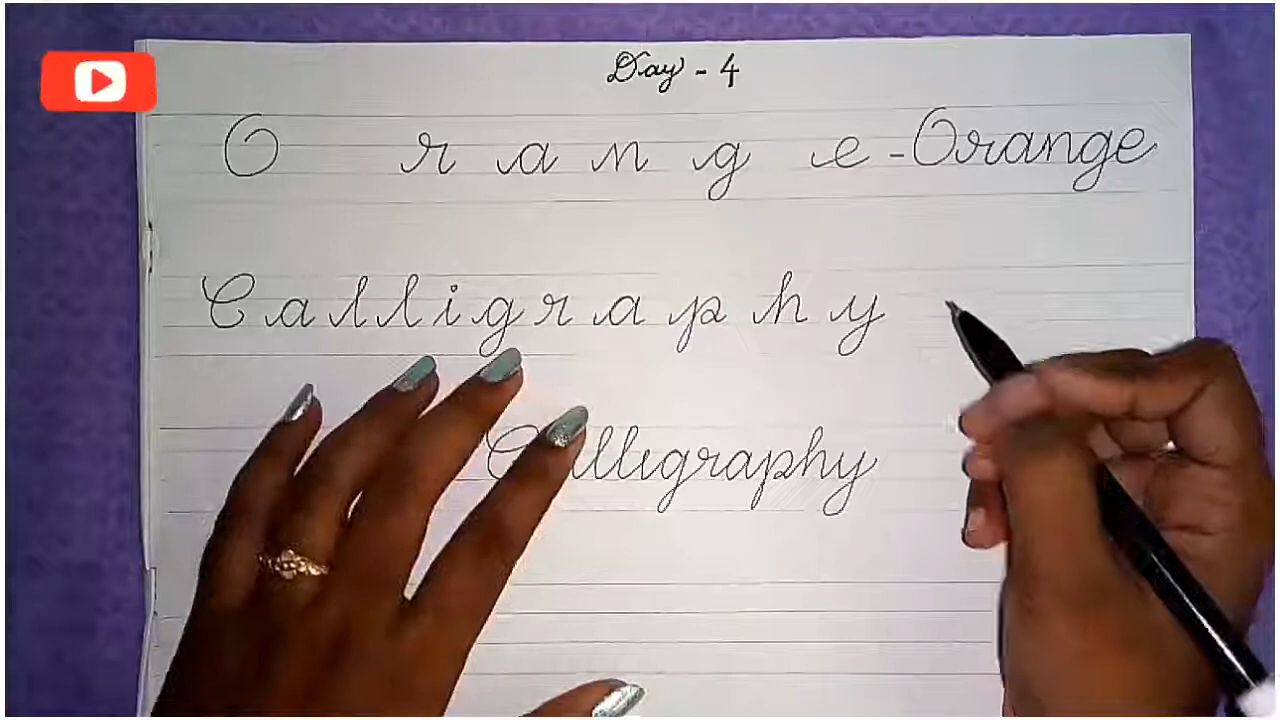 Day - 4
O r a n g e - Orange
C a l l i g r a p h y
Calligraphy